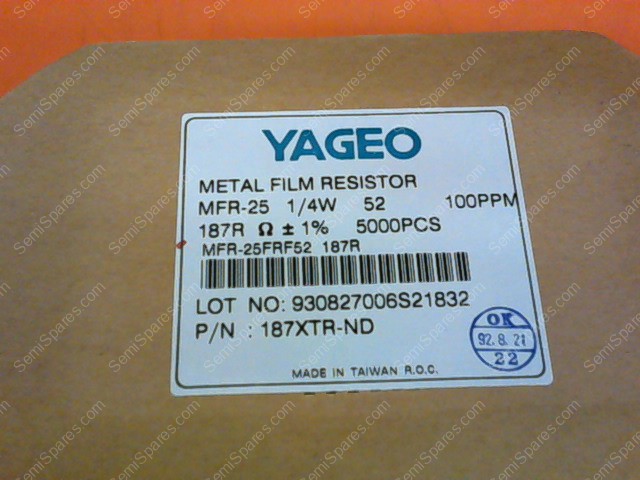 YAGEO
METAL FILM RESISTOR
MFR-25 1/4W 52 100PPM
187R Ω ± 1% 5000PCS
MFR-25FRF52 187R
LOT NO: 930827006S21832
P/N : 187XTR-ND
OK
92.8.21
22
MADE IN TAIWAN R.O.C.
SemiSpares.com